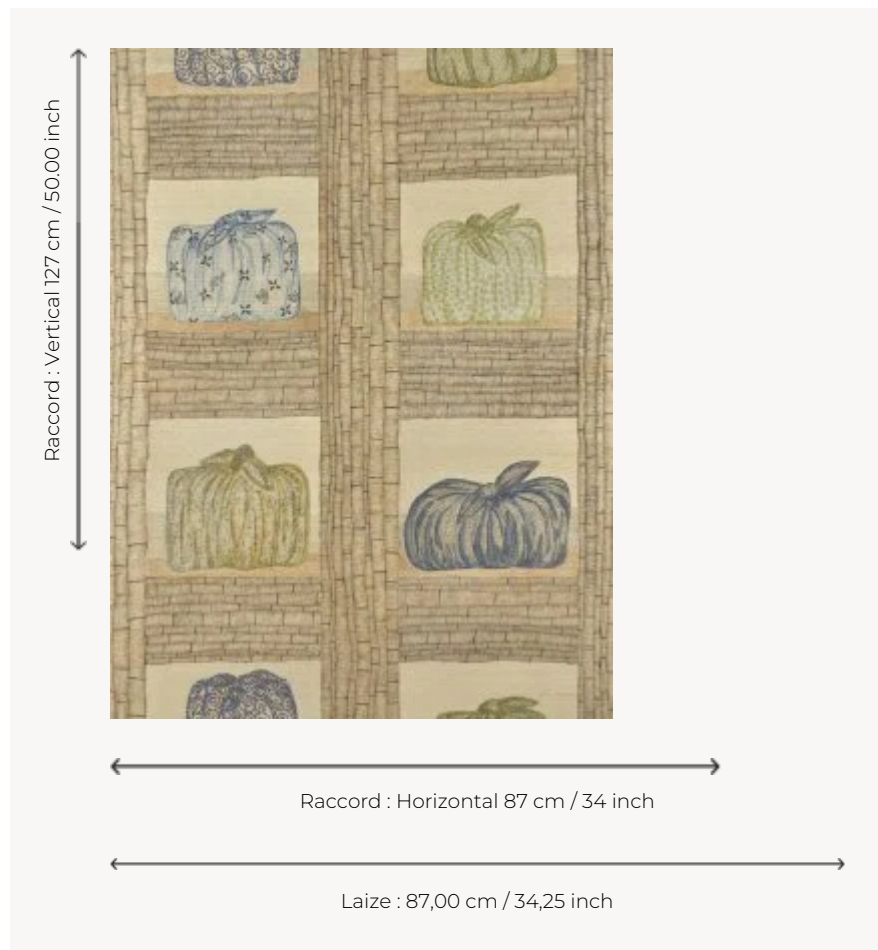 Raccord : Vertical 127 cm / 50.00 inch
Raccord : Horizontal 87 cm / 34 inch
Laize : 87,00 cm / 34,25 inch